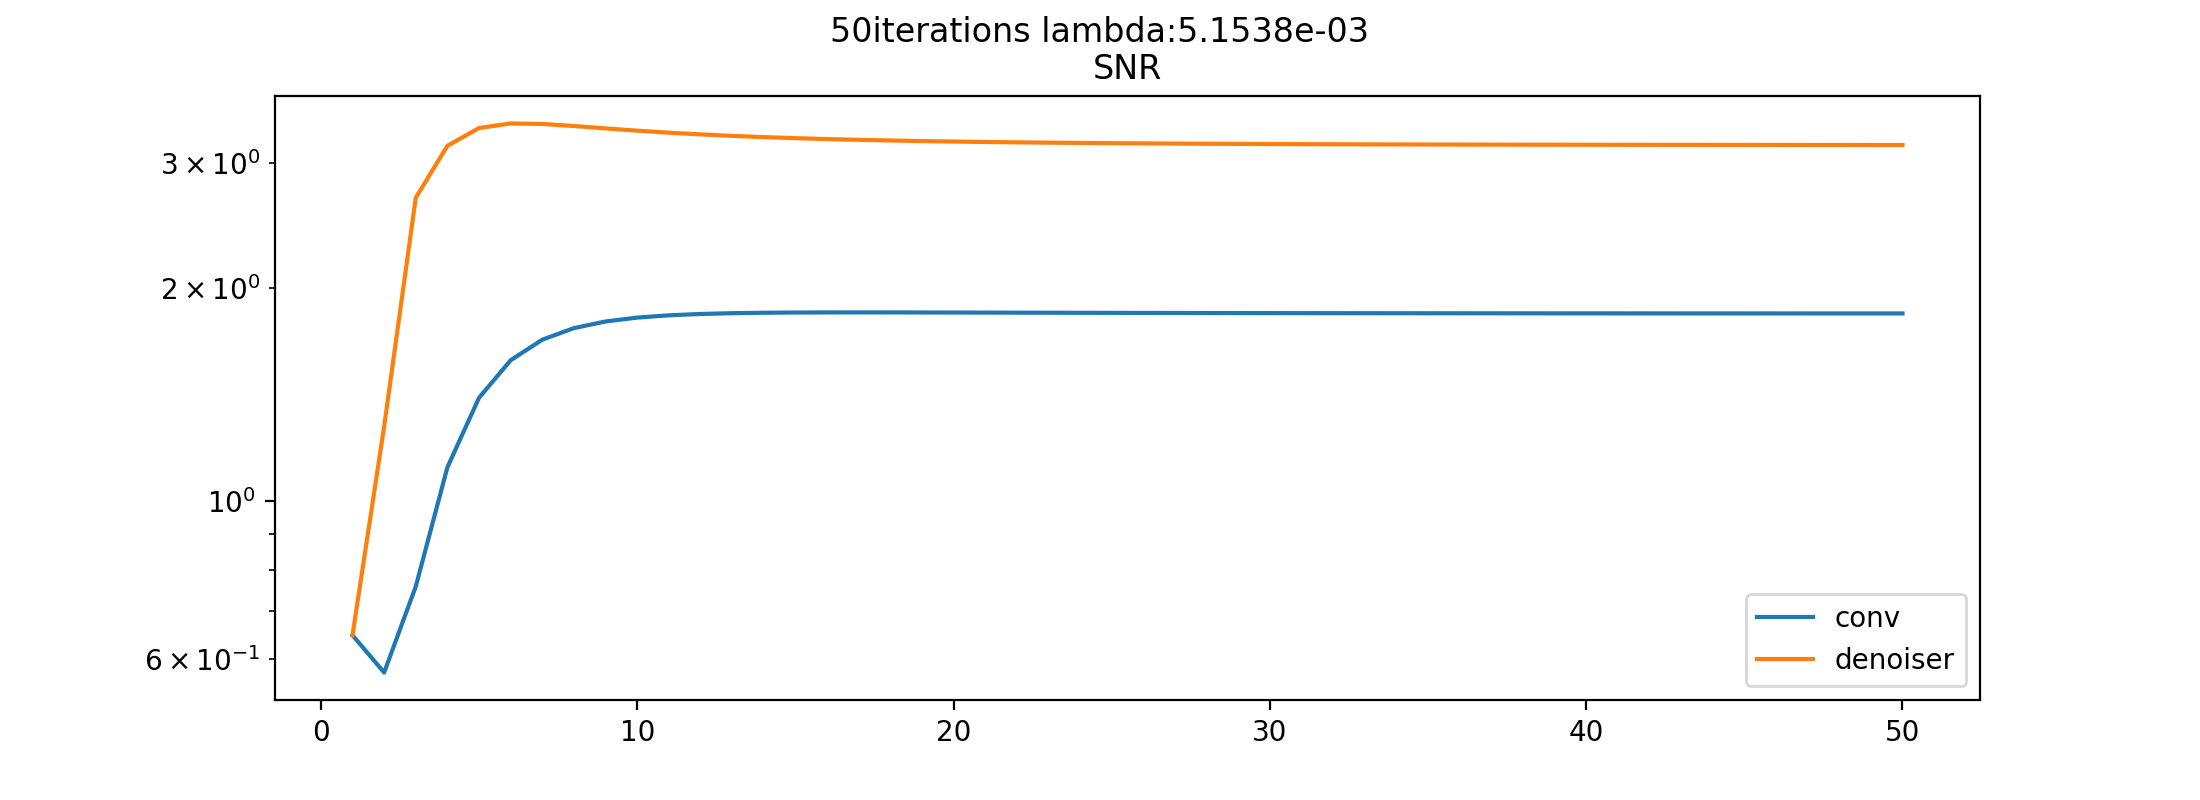 50iterations lambda:5.1538e-03
SNR
3 × 10⁰
2 × 10⁰
10⁰
6 × 10⁻¹
0 10 20 30 40 50
conv
denoiser